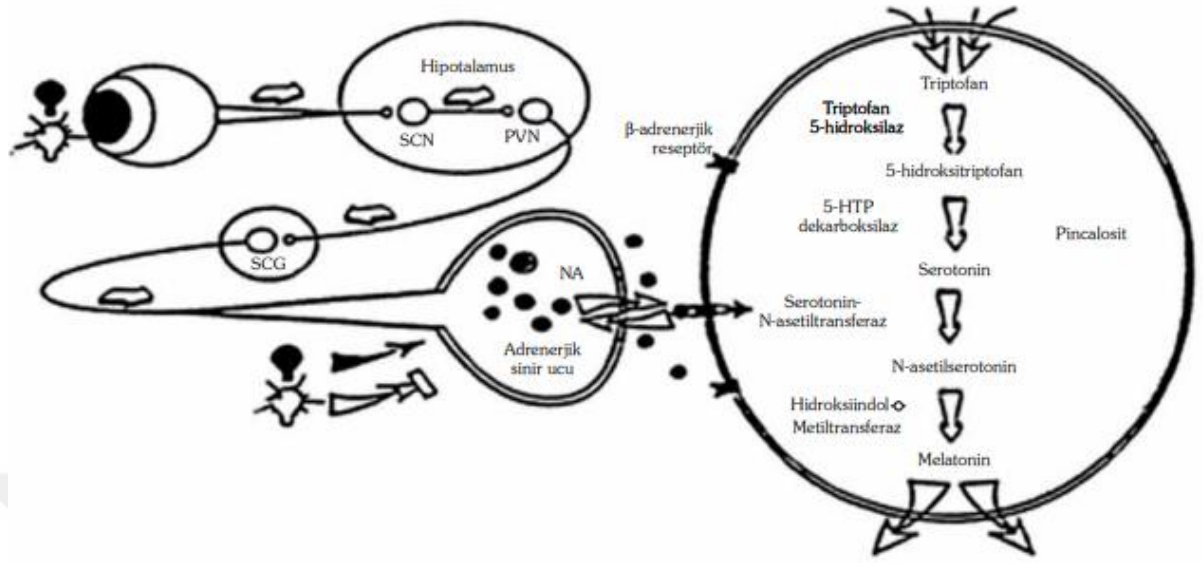 Hipotalamus
SCN
PVN
SCG
NA
Adrenerjik
sinir ucu
β-adrenerjik
reseptör
Triptofan
Triptofan
5-hidroksilaz
5-hidroksitriptofan
5-HTP
dekarboksilaz
Pincalosit
Serotonin
Serotonin-
N-asetiltransferaz
N-asetilserotonin
Hidroksiindol-o
Metiltransferaz
Melatonin